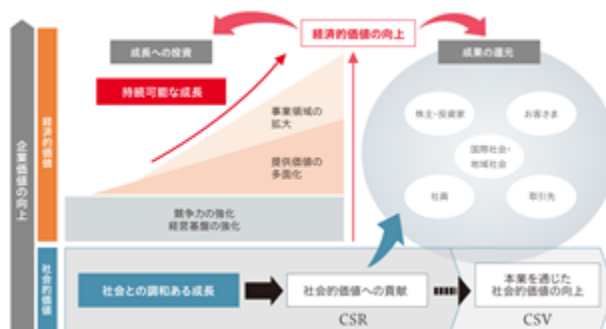 経済的価値の向上
成長への投資
成果の還元
持続可能な成長
事業領域の
拡大
提供価値の
多面化
競争力の強化
経営基盤の強化
株主・投資家
お客さま
国際社会・
地域社会
社員
取引先
企業価値の向上
経済的価値
社会的価値
社会との調和ある成長
社会的価値への貢献
本業を通じた
社会的価値の向上
CSR
CSV